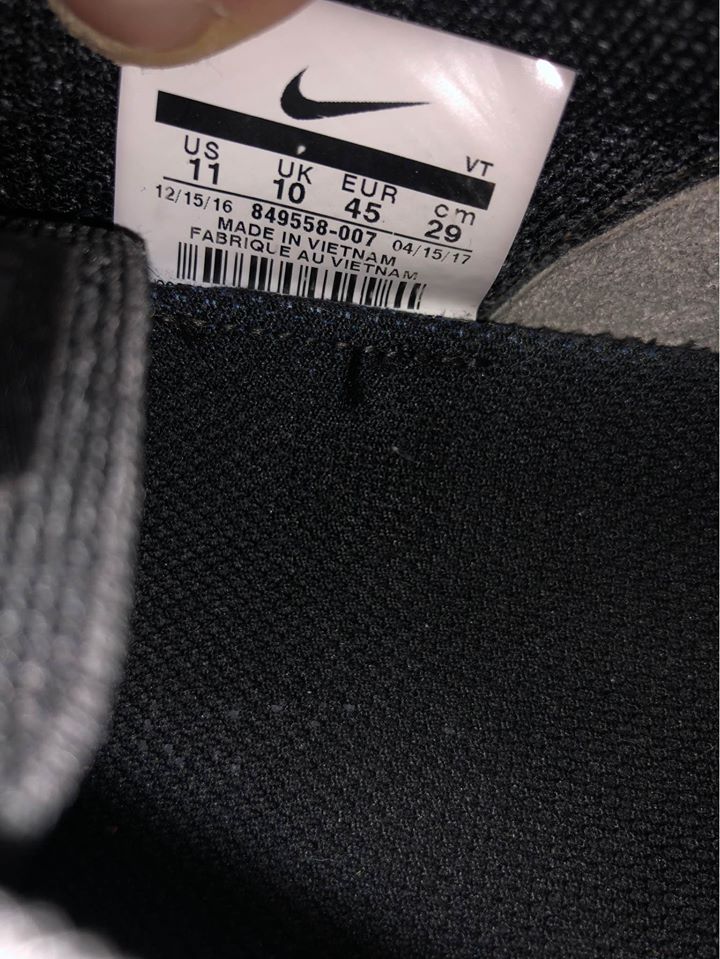 VT
US UK EUR cm
11 10 45 29
12/15/16 849558-007 04/15/17
MADE IN VIETNAM
FABRIQUE AU VIETNAM